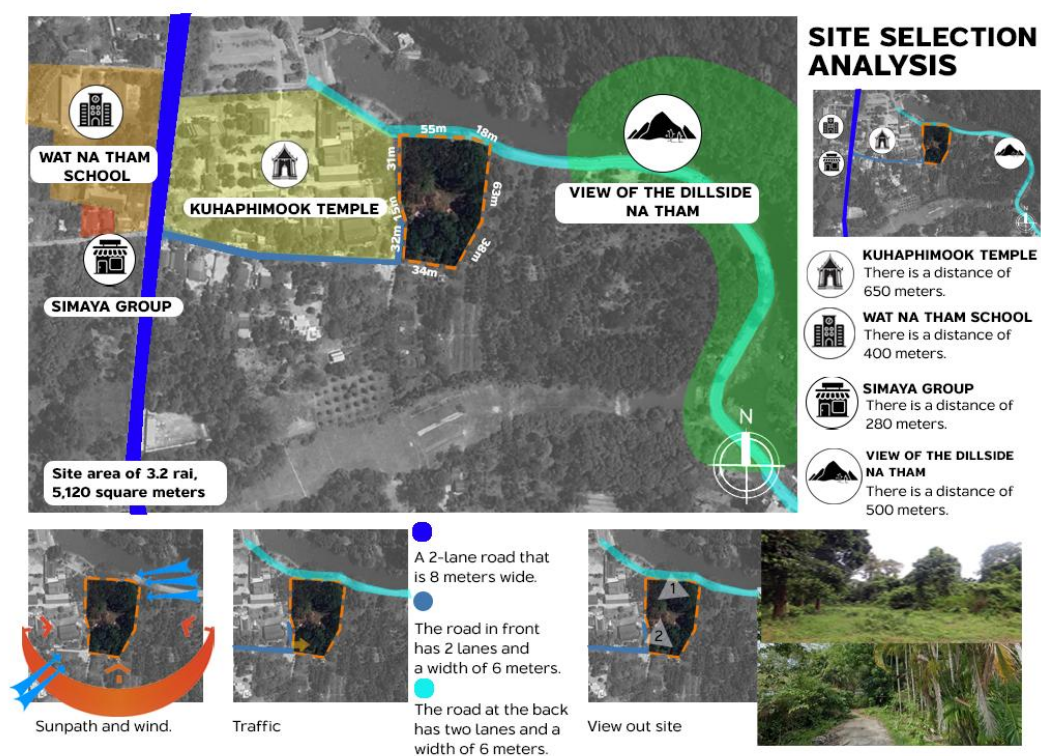 SITE SELECTION
ANALYSIS
WAT NA THAM
SCHOOL
KUHAPHIMOOK TEMPLE
SIMAYA GROUP
VIEW OF THE DILLSIDE
NA THAM
55m
18m
31m
63m
15m
32m
38m
34m
N
Site area of 3.2 rai,
5,120 square meters
N
KUHAPHIMOOK TEMPLE
There is a distance of
650 meters.
WAT NA THAM SCHOOL
There is a distance of
400 meters.
SIMAYA GROUP
There is a distance of
280 meters.
VIEW OF THE DILLSIDE
NA THAM
There is a distance of
500 meters.
Sunpath and wind.
Traffic
A 2-lane road that
is 8 meters wide.
The road in front
has 2 lanes and
a width of 6 meters.
The road at the back
has two lanes and a
width of 6 meters.
1
2
View out site